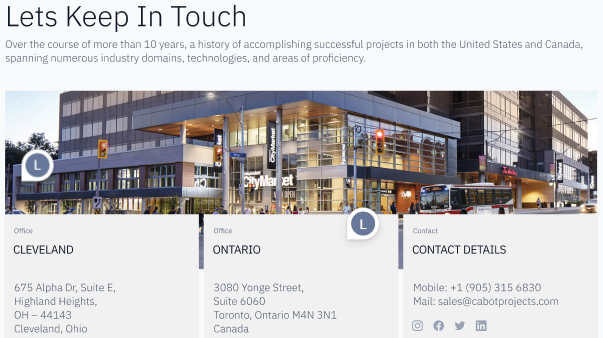 Lets Keep In Touch
Over the course of more than 10 years, a history of accomplishing successful projects in both the United States and Canada,
spanning numerous industry domains, technologies, and areas of proficiency.
CityMarket
CityMarket
L
L
Office
CLEVELAND
675 Alpha Dr, Suite E,
Highland Heights,
OH – 44143
Cleveland, Ohio
Office
ONTARIO
3080 Yonge Street,
Suite 6060
Toronto, Ontario M4N 3N1
Canada
Contact
CONTACT DETAILS
Mobile: +1 (905) 315 6830
Mail: sales@cabotprojects.com